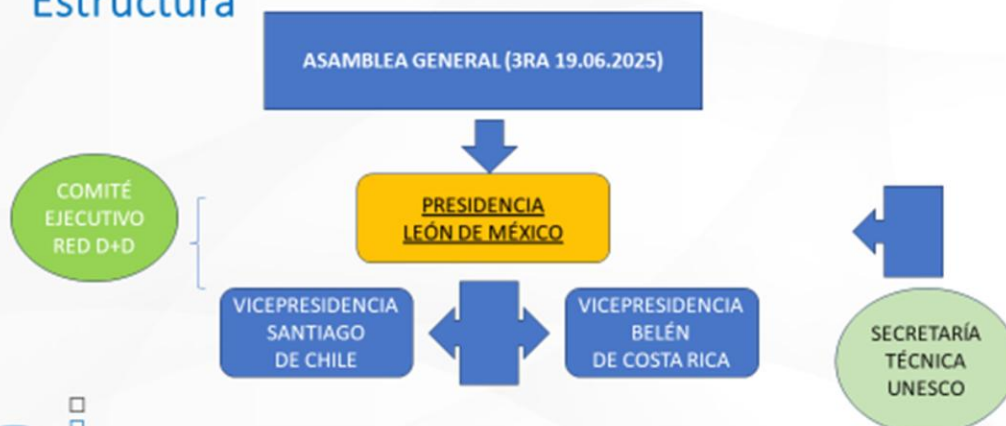 Estructura
ASAMBLEA GENERAL (3RA 19.06.2025)
COMITÉ
EJECUTIVO
RED D+D
PRESIDENCIA
LEÓN DE MÉXICO
VICEPRESIDENCIA
SANTIAGO
DE CHILE
VICEPRESIDENCIA
BELÉN
DE COSTA RICA
SECRETARÍA
TÉCNICA
UNESCO